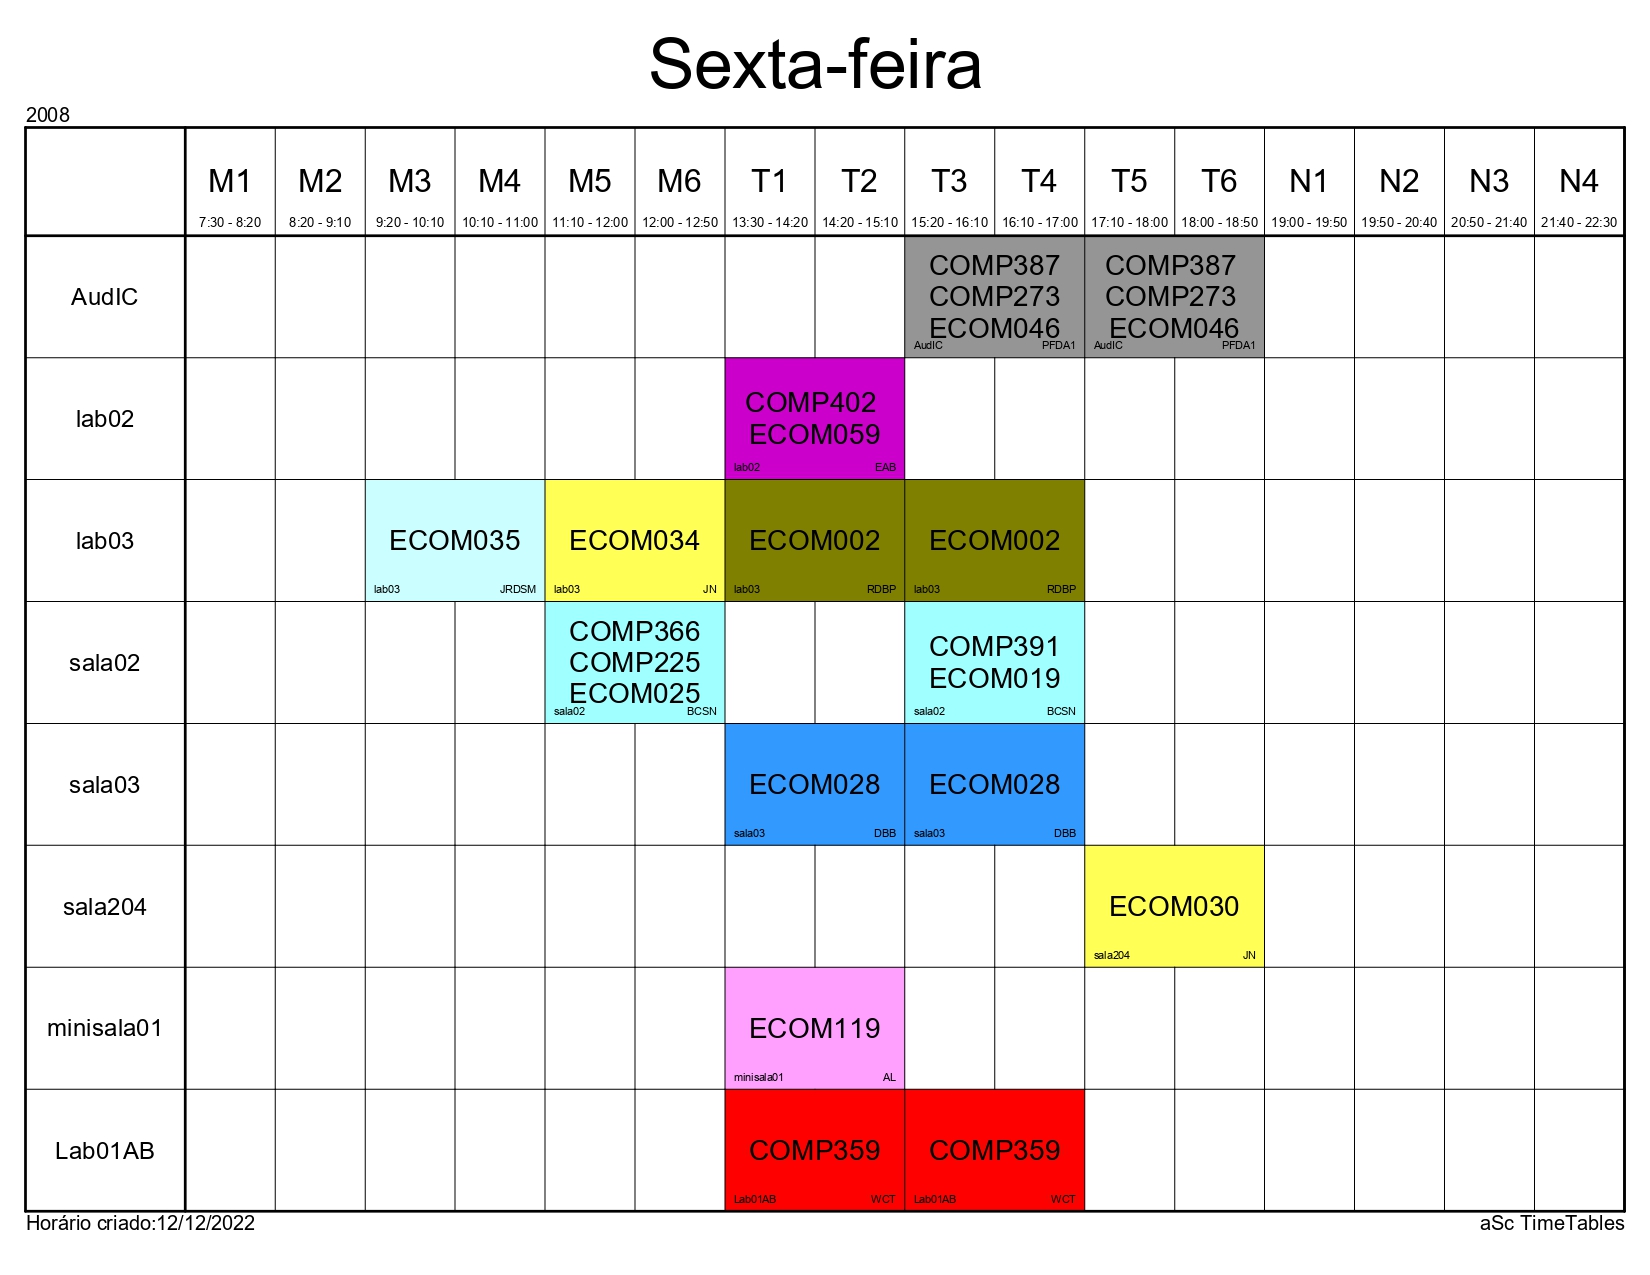 Sexta-feira
2008
M1 M2 M3 M4 M5 M6 T1 T2 T3 T4 T5 T6 N1 N2 N3 N4
7:30 - 8:20 8:20 - 9:10 9:20 - 10:10 10:10 - 11:00 11:10 - 12:00 12:00 - 12:50 13:30 - 14:20 14:20 - 15:10 15:20 - 16:10 16:10 - 17:00 17:10 - 18:00 18:00 - 18:50 19:00 - 19:50 19:50 - 20:40 20:50 - 21:40 21:40 - 22:30
COMP387 COMP387
AudIC COMP273 COMP273
ECOM046 ECOM046
AudIC PFDA1 AudIC PFDA1
COMP402
lab02
ECOM059
lab02 EAB
lab03 ECOM035 ECOM034 ECOM002 ECOM002
lab03 JRDSM lab03 JN lab03 RDBP lab03 RDBP
COMP366
COMP391
sala02 COMP225
ECOM019
ECOM025
sala02 BCSN sala02 BCSN
sala03 ECOM028 ECOM028
sala03 DBB sala03 DBB
sala204 ECOM030
sala204 JN
minisala01 ECOM119
minisala01 AL
Lab01AB COMP359 COMP359
Lab01AB WCT Lab01AB WCT
Horário criado:12/12/2022 aSc TimeTables